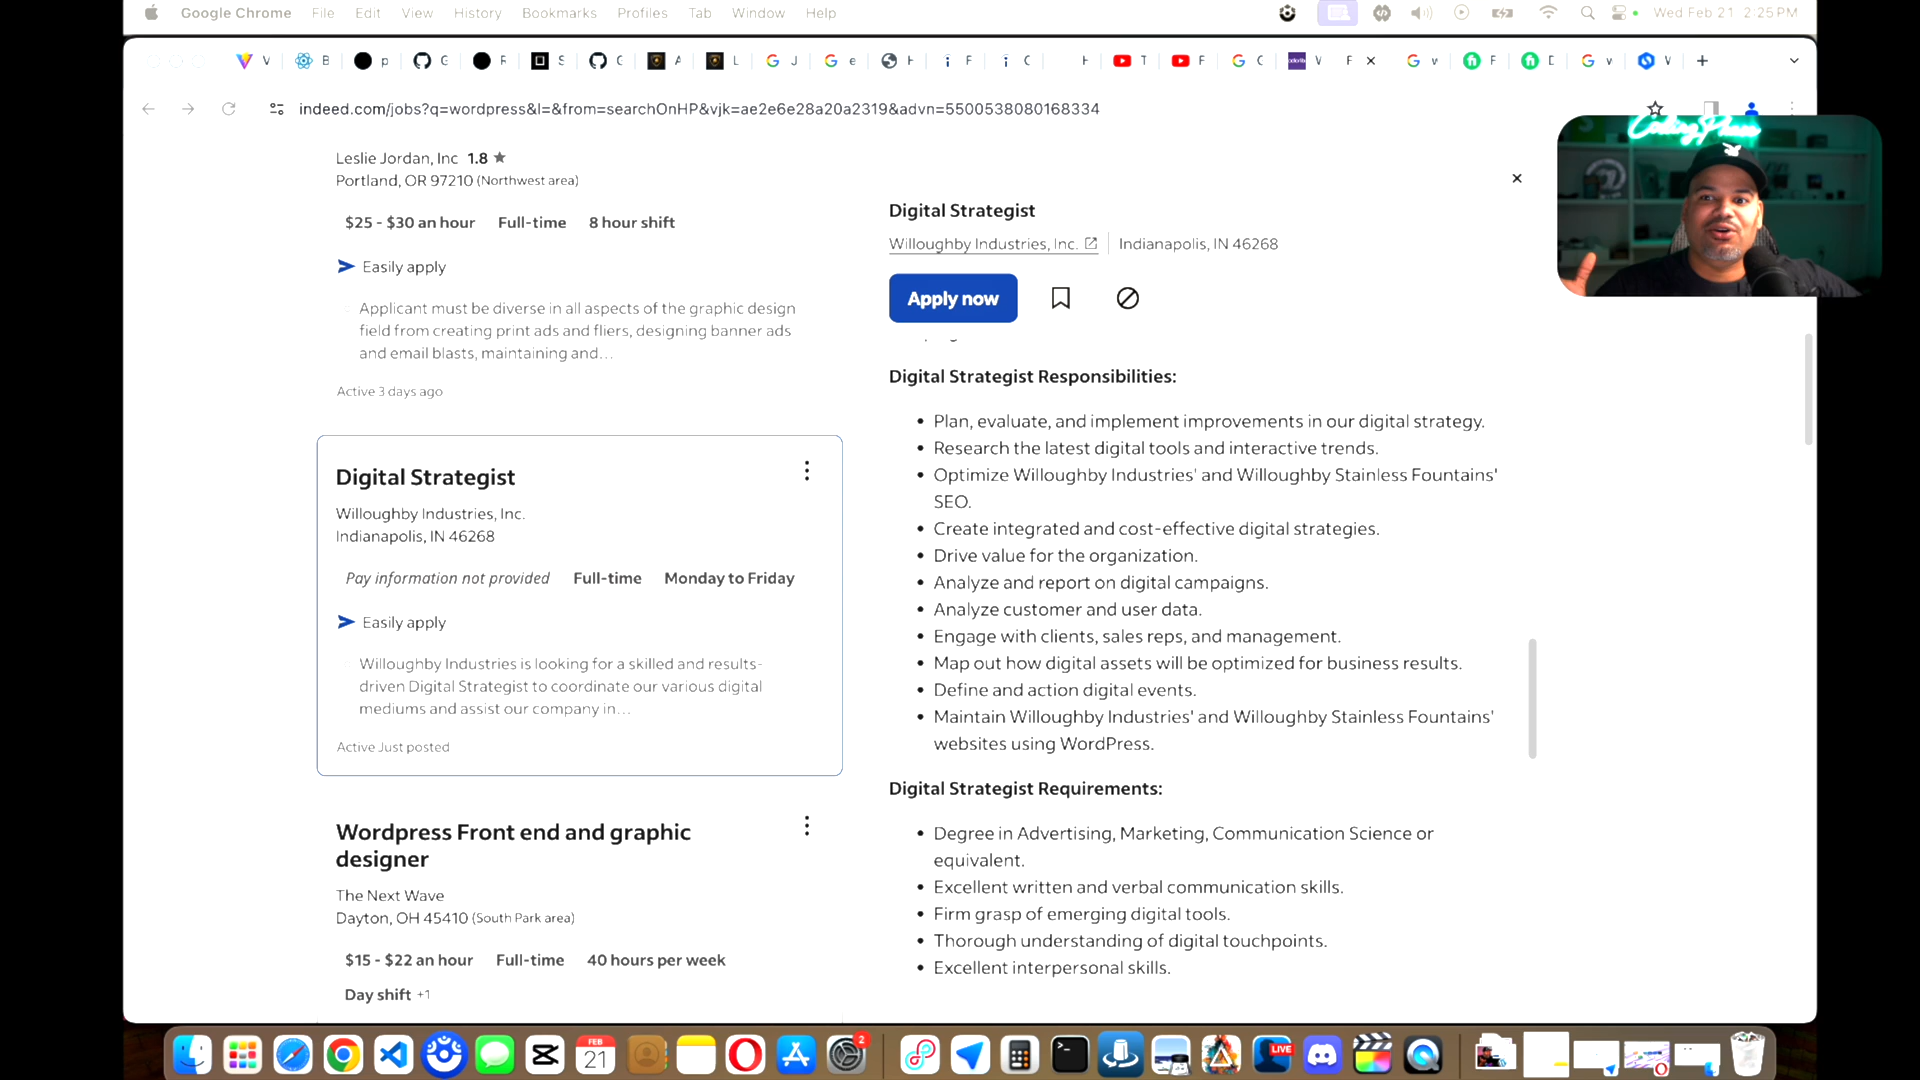 Google Chrome File Edit View History Bookmarks Profiles Tab Window Help
Wed Feb 21 2:25 PM
indeed.com/jobs?q=wordpress&l=&from=searchOnHP&vjk=ae2e6e28a20a2319&advn=5500538080168334
Coding Phase
Leslie Jordan, Inc 1.8 ★
Portland, OR 97210 (Northwest area)
$25 - $30 an hour Full-time 8 hour shift
Easily apply
Applicant must be diverse in all aspects of the graphic design
field from creating print ads and fliers, designing banner ads
and email blasts, maintaining and…
Active 3 days ago
Digital Strategist
Willoughby Industries, Inc.
Indianapolis, IN 46268
Pay information not provided Full-time Monday to Friday
Easily apply
Willoughby Industries is looking for a skilled and results-
driven Digital Strategist to coordinate our various digital
mediums and assist our company in…
Active Just posted
Wordpress Front end and graphic
designer
The Next Wave
Dayton, OH 45410 (South Park area)
$15 - $22 an hour Full-time 40 hours per week
Day shift +1
Digital Strategist
Willoughby Industries, Inc. Indianapolis, IN 46268
Apply now
Digital Strategist Responsibilities:
• Plan, evaluate, and implement improvements in our digital strategy.
• Research the latest digital tools and interactive trends.
• Optimize Willoughby Industries' and Willoughby Stainless Fountains'
SEO.
• Create integrated and cost-effective digital strategies.
• Drive value for the organization.
• Analyze and report on digital campaigns.
• Analyze customer and user data.
• Engage with clients, sales reps, and management.
• Map out how digital assets will be optimized for business results.
• Define and action digital events.
• Maintain Willoughby Industries' and Willoughby Stainless Fountains'
websites using WordPress.
Digital Strategist Requirements:
• Degree in Advertising, Marketing, Communication Science or
equivalent.
• Excellent written and verbal communication skills.
• Firm grasp of emerging digital tools.
• Thorough understanding of digital touchpoints.
• Excellent interpersonal skills.
FEB
21
2
LIVE